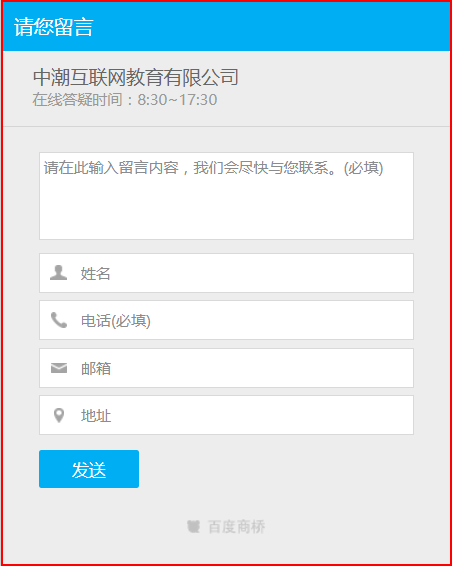 请您留言
中潮互联网教育有限公司
在线答疑时间：8:30~17:30
请在此输入留言内容，我们会尽快与您联系。(必填)
姓名
电话(必填)
邮箱
地址
发送
百度商桥